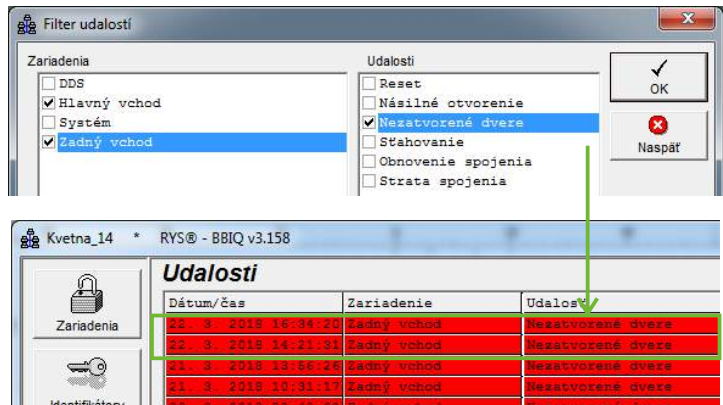 Filter udalostí
Zariadenia
Udalosti
DDS
Hlavný vchod
Systém
Zadný vchod
Reset
Násilné otvorenie
Nezatvorené dvere
Sťahovanie
Obnovenie spojenia
Strata spojenia
OK
Naspäť
Kvetna_14 * RYS® - BBIQ v3.158
Zariadenia
Udalosti
Dátum/čas Zariadenie Udalosť
22. 3. 2018 16:34:20 Zadný vchod Nezatvorené dvere
22. 3. 2018 14:21:31 Zadný vchod Nezatvorené dvere
21. 3. 2018 13:56:26 Zadný vchod Nezatvorené dvere
21. 3. 2018 10:31:17 Zadný vchod Nezatvorené dvere
Identifikátory